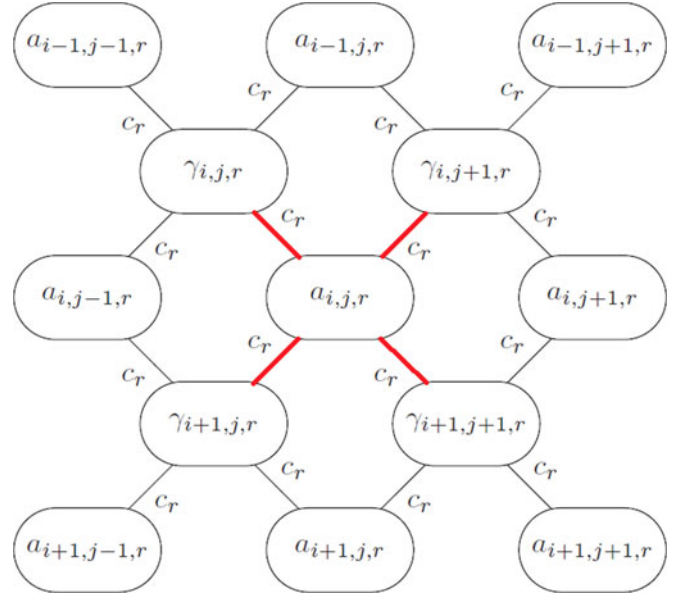 a_{i−1,j−1,r} a_{i−1,j,r} a_{i−1,j+1,r}
c_r c_r c_r c_r
γ_{i,j,r} γ_{i,j+1,r}
c_r c_r c_r c_r
a_{i,j−1,r} a_{i,j,r} a_{i,j+1,r}
c_r c_r c_r c_r
γ_{i+1,j,r} γ_{i+1,j+1,r}
c_r c_r c_r c_r
a_{i+1,j−1,r} a_{i+1,j,r} a_{i+1,j+1,r}